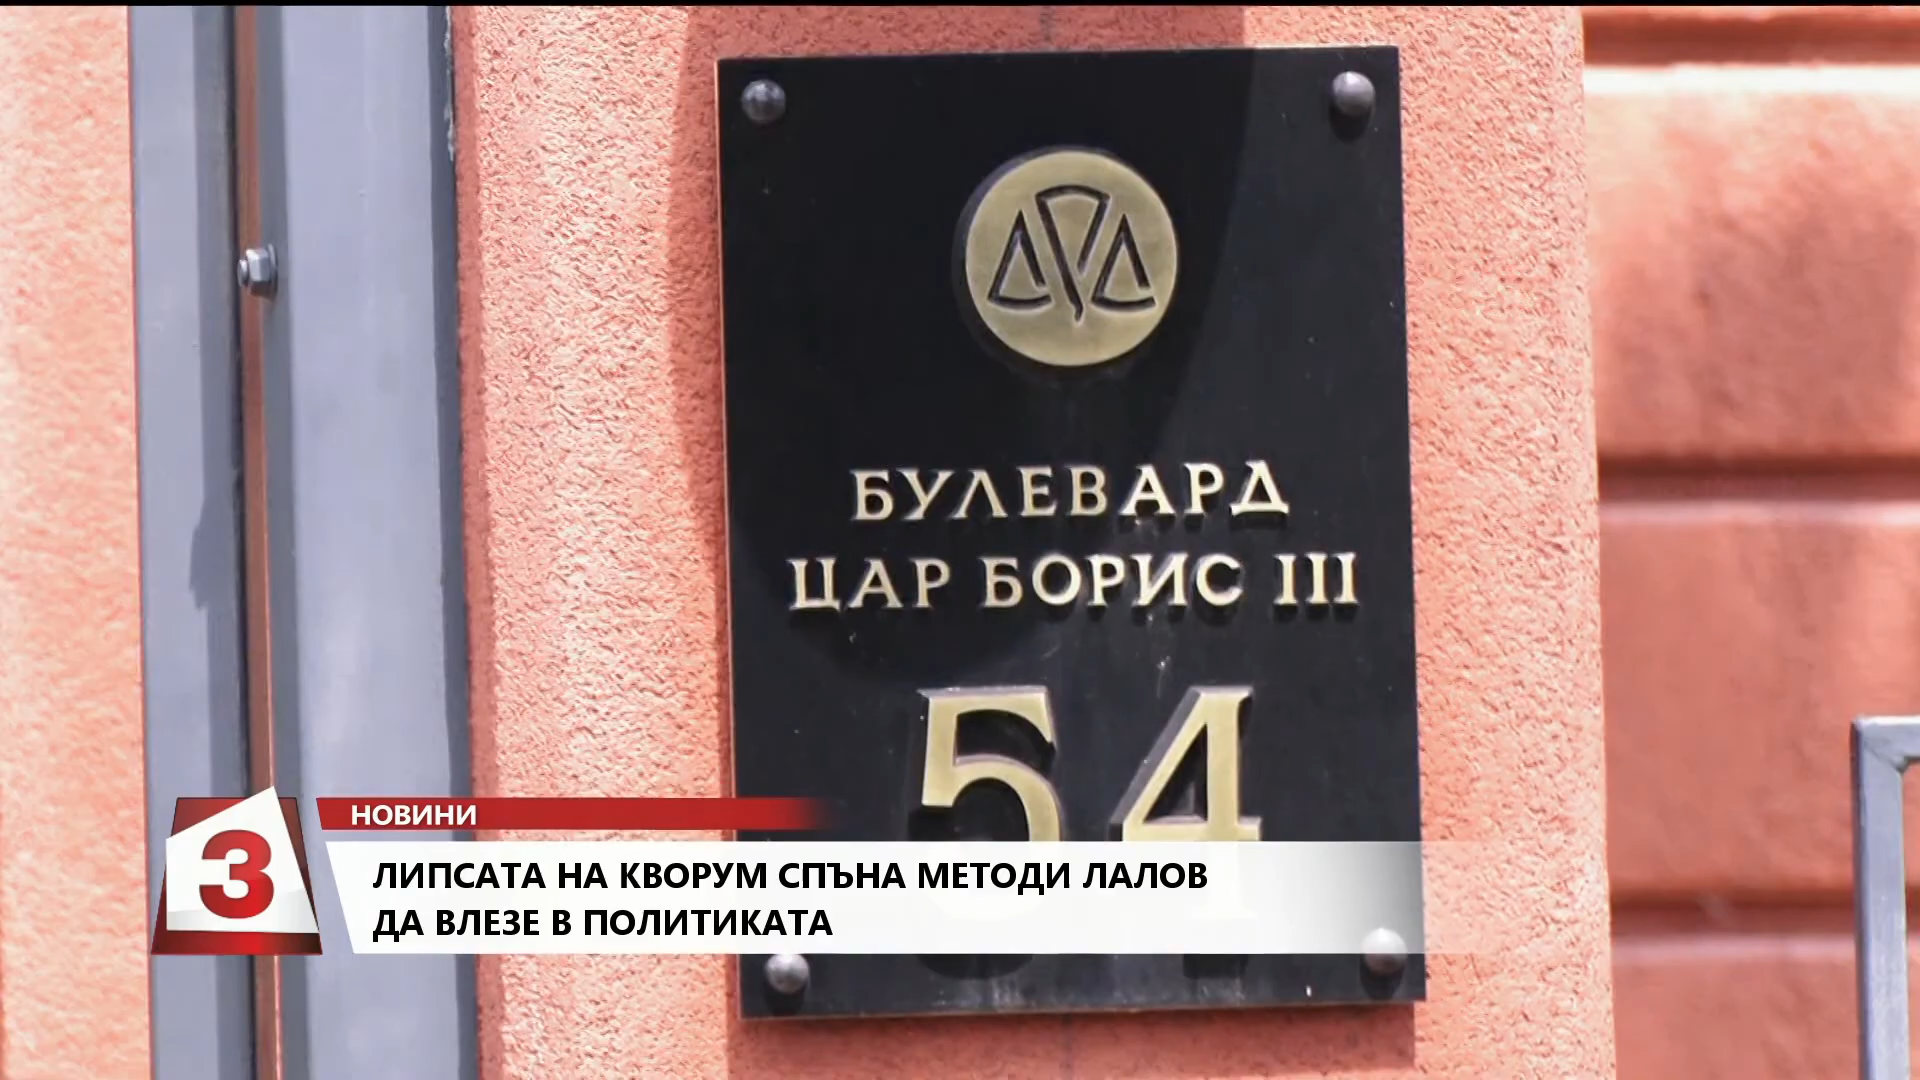 БУЛЕВАРД
ЦАР БОРИС III
54
3
НОВИНИ
ЛИПСАТА НА КВОРУМ СПЪНА МЕТОДИ ЛАЛОВ
ДА ВЛЕЗЕ В ПОЛИТИКАТА